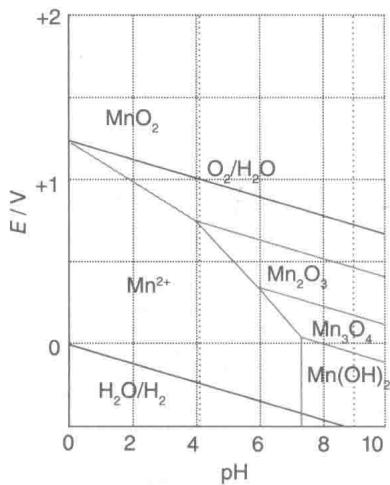 +2
MnO₂
O₂/H₂O
+1
E / V
Mn₂O₃
Mn²⁺
Mn₃O₄
0
Mn(OH)₂
H₂O/H₂
0 2 4 6 8 10
pH